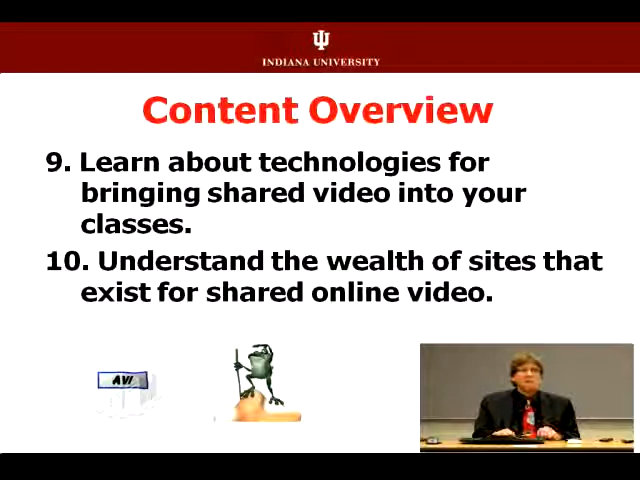 INDIANA UNIVERSITY
Content Overview
9. Learn about technologies for
bringing shared video into your
classes.
10. Understand the wealth of sites that
exist for shared online video.
AVI